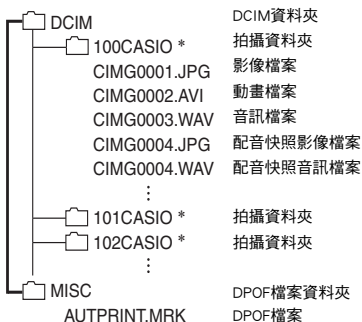 DCIM DCIM資料夾
100CASIO * 拍攝資料夾
CIMG0001.JPG 影像檔案
CIMG0002.AVI 動畫檔案
CIMG0003.WAV 音訊檔案
CIMG0004.JPG 配音快照影像檔案
CIMG0004.WAV 配音快照音訊檔案
⋮
101CASIO * 拍攝資料夾
102CASIO * 拍攝資料夾
⋮
MISC DPOF檔案資料夾
AUTPRINT.MRK DPOF檔案